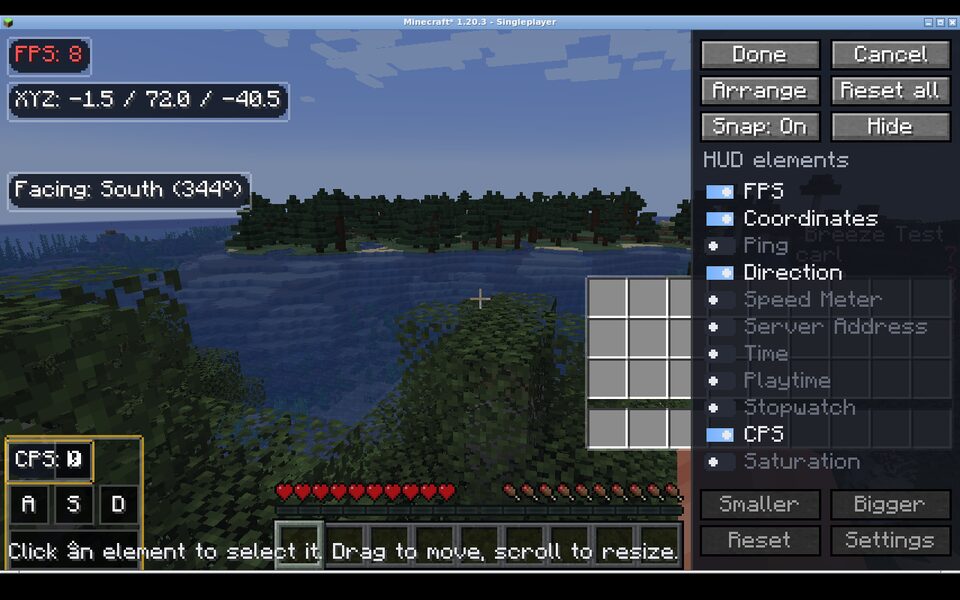 Minecraft* 1.20.3 - Singleplayer
FPS: 8
XYZ: -1.5 / 72.0 / -40.5
Facing: South (344°)
CPS: 0
A S D
Click an element to select it. Drag to move, scroll to resize.
Done Cancel
Arrange Reset all
Snap: On Hide
HUD elements
FPS
Coordinates
Ping
Direction
Speed Meter
Server Address
Time
Playtime
Stopwatch
CPS
Saturation
Smaller Bigger
Reset Settings
Breeze Test
carl